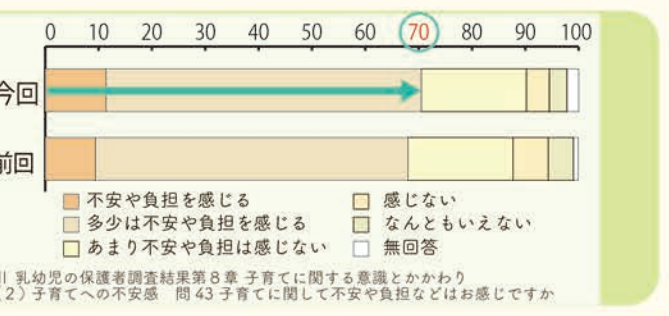 0 10 20 30 40 50 60 70 80 90 100
今回
前回
不安や負担を感じる 感じない
多少は不安や負担を感じる なんともいえない
あまり不安や負担は感じない 無回答
乳幼児の保護者調査結果第8章 子育てに関する意識とかかわり
2）子育てへの不安感 問43 子育てに関して不安や負担などはお感じですか